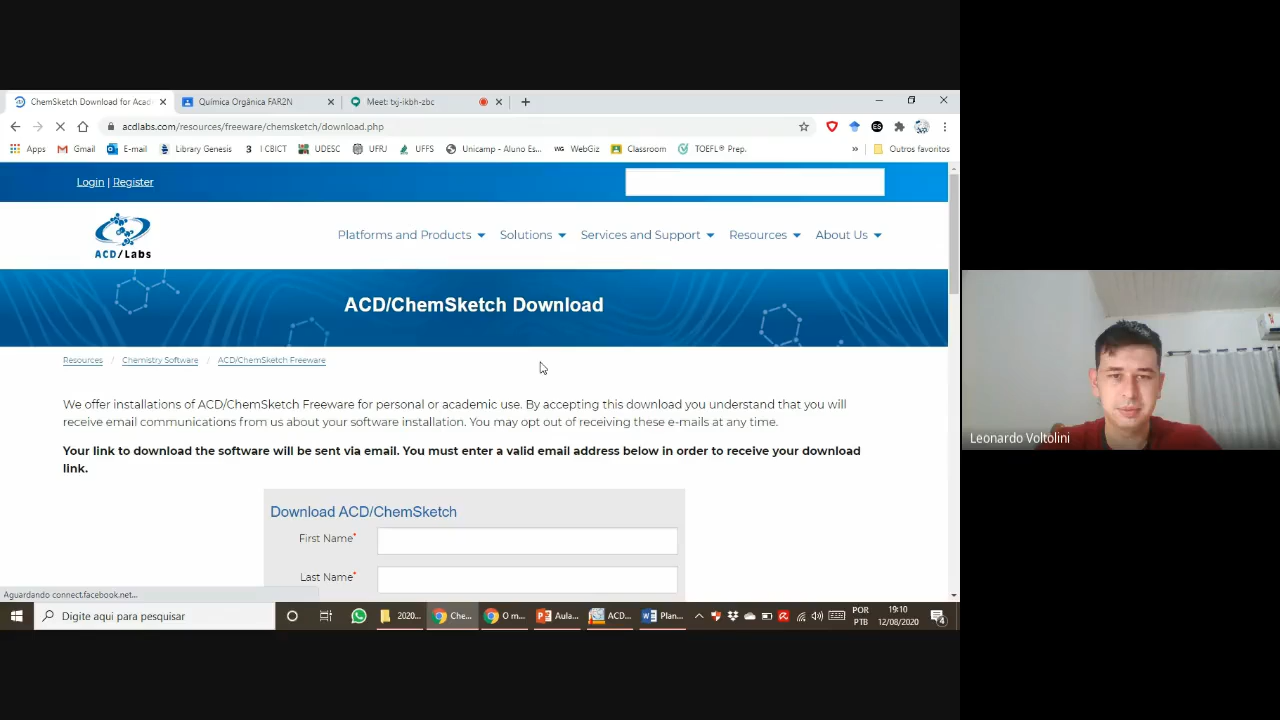 ChemSketch Download for Acad
Química Orgânica FAR2N
Meet: txj-ikbh-zbc
acdlabs.com/resources/freeware/chemsketch/download.php
Apps
Gmail
E-mail
Library Genesis
I CBICT
UDESC
UFRJ
UFFS
Unicamp - Aluno Es...
WebGiz
Classroom
TOEFL® Prep.
»
Outros favoritos
Login | Register
ACD/Labs
Platforms and Products
Solutions
Services and Support
Resources
About Us
ACD/ChemSketch Download
Resources / Chemistry Software / ACD/ChemSketch Freeware
We offer installations of ACD/ChemSketch Freeware for personal or academic use. By accepting this download you understand that you will
receive email communications from us about your software installation. You may opt out of receiving these e-mails at any time.
Your link to download the software will be sent via email. You must enter a valid email address below in order to receive your download
link.
Download ACD/ChemSketch
First Name*
Last Name*
Aguardando connect.facebook.net...
Leonardo Voltolini
Digite aqui para pesquisar
2020...
Che...
O m...
Aula...
ACD...
Plan...
POR
PTB
19:10
12/08/2020
4